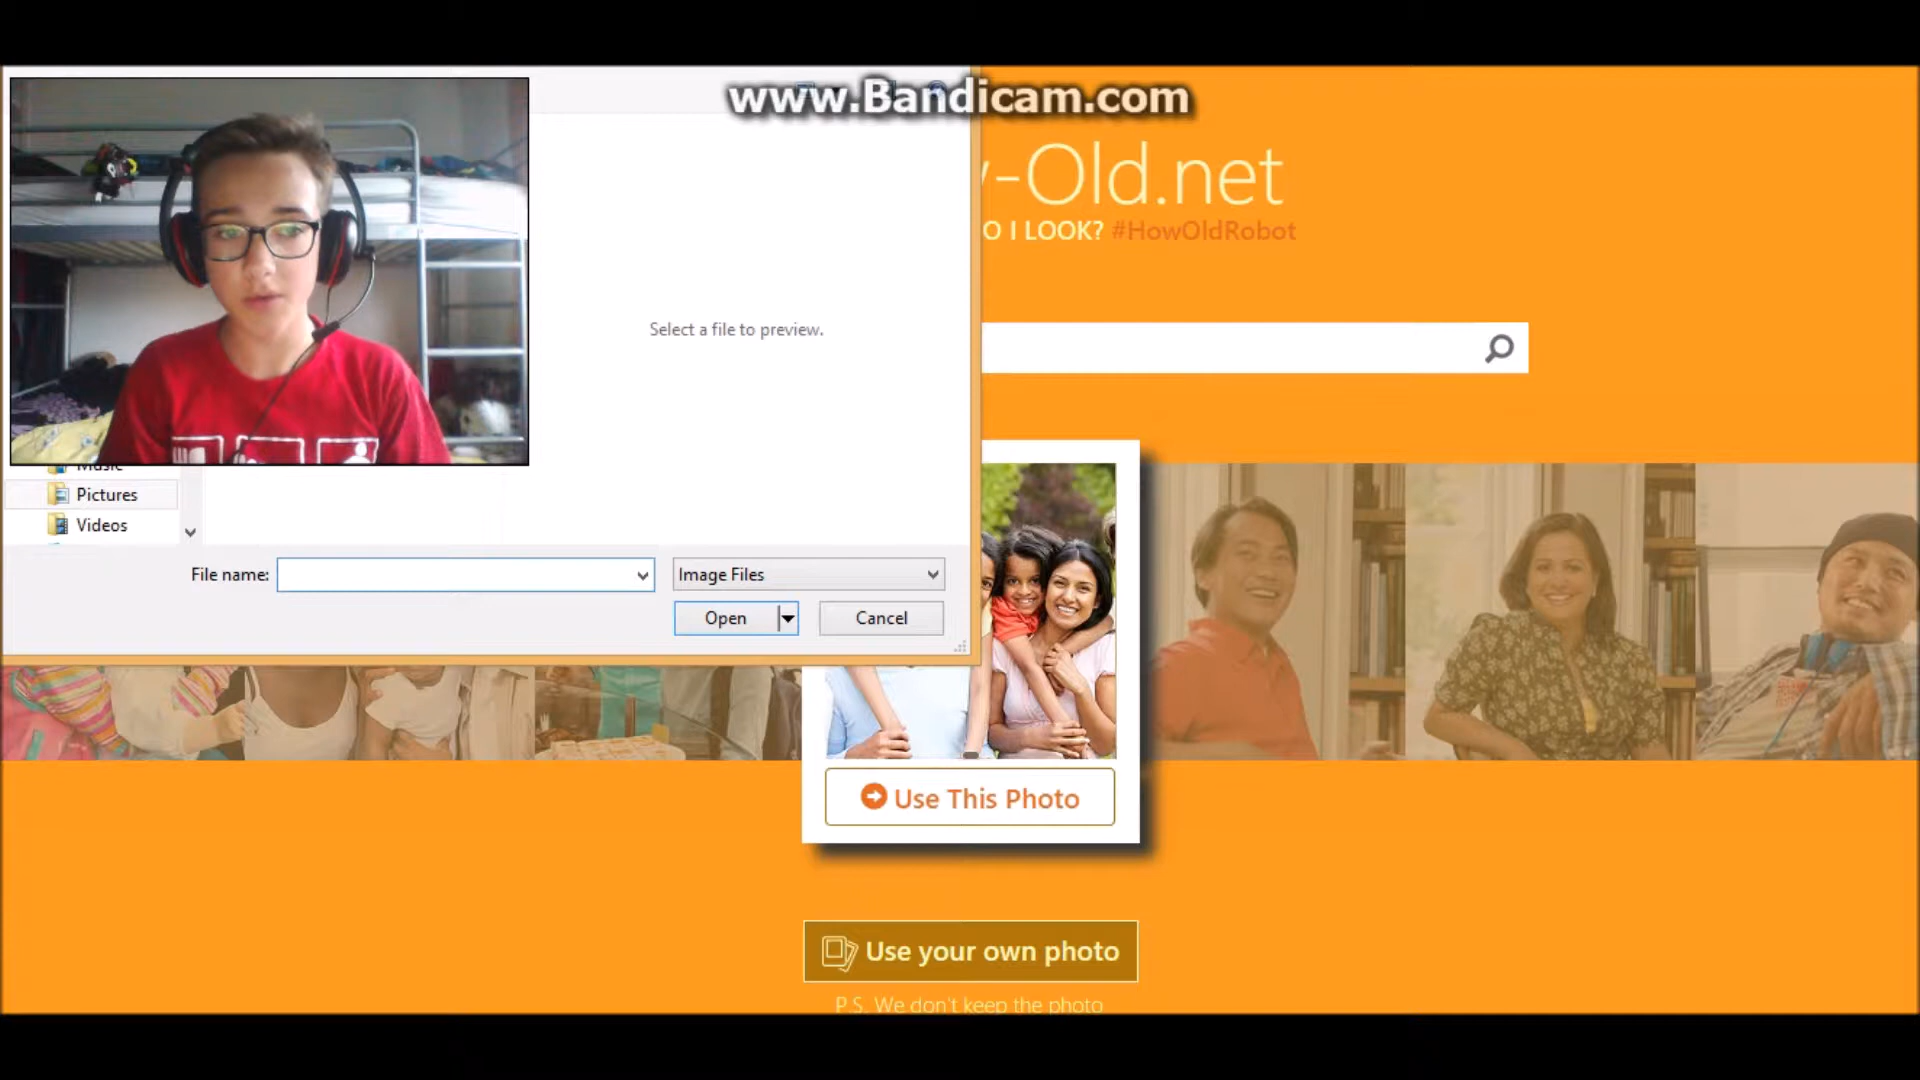 www.Bandicam.com
-Old.net
O I LOOK? #HowOldRobot
Select a file to preview.
Music
Pictures
Videos
File name:
Image Files
Open
Cancel
Use This Photo
Use your own photo
P.S. We don't keep the photo